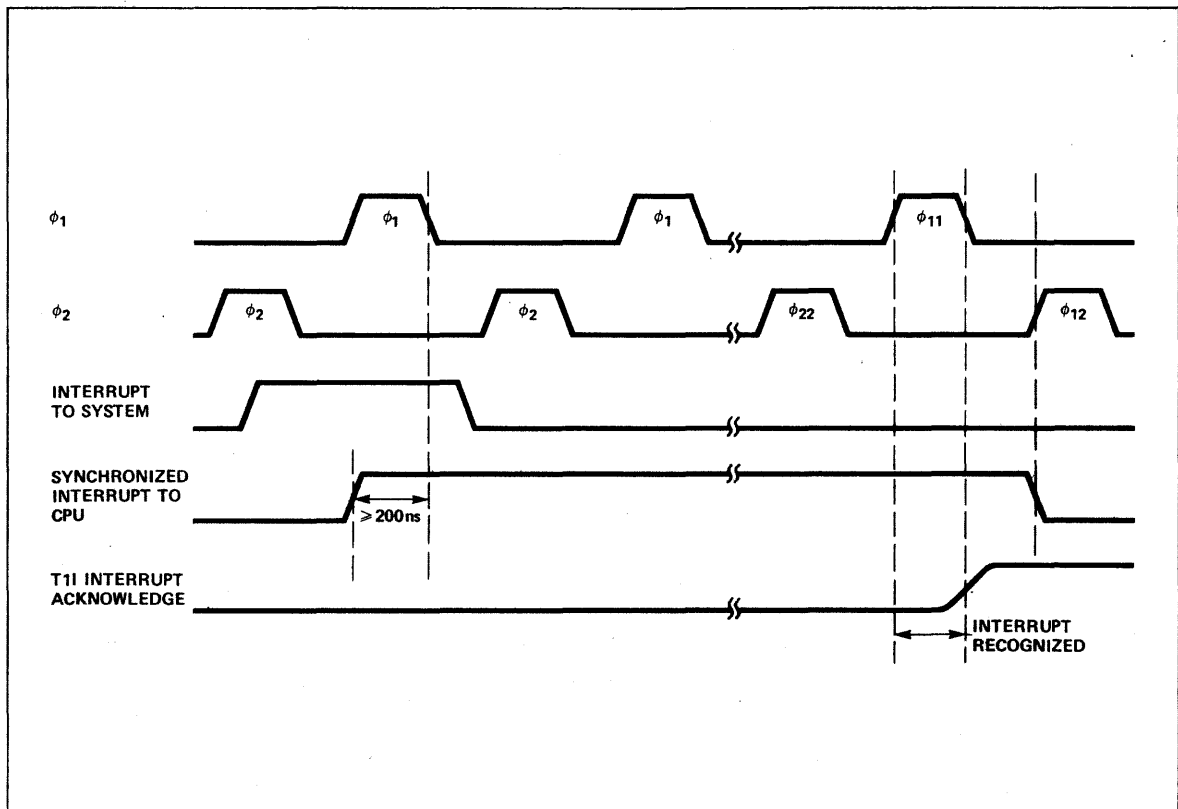 ϕ1
ϕ1
ϕ1
ϕ11
ϕ2
ϕ2
ϕ2
ϕ22
ϕ12
INTERRUPT
TO SYSTEM
SYNCHRONIZED
INTERRUPT TO
CPU
⩾200ns
T1I INTERRUPT
ACKNOWLEDGE
INTERRUPT
RECOGNIZED